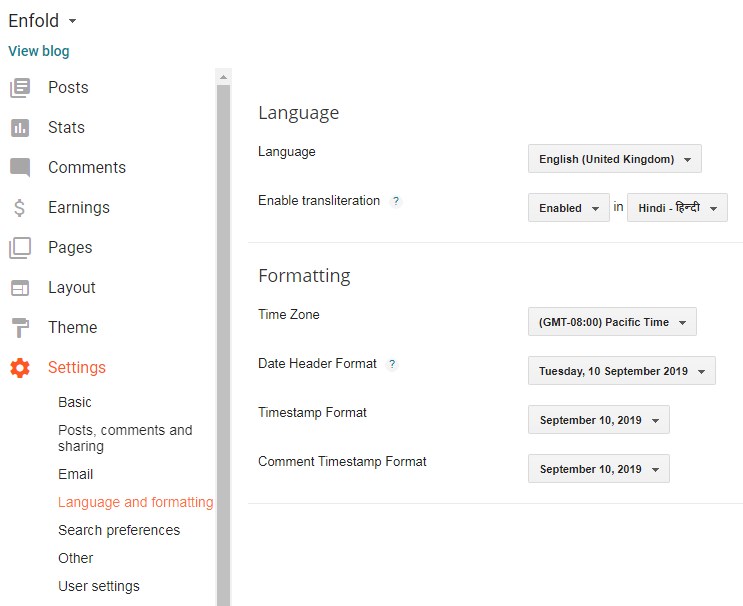 Enfold
View blog
Posts
Stats
Comments
Earnings
Pages
Layout
Theme
Settings
Basic
Posts, comments and
sharing
Email
Language and formatting
Search preferences
Other
User settings
Language
Language English (United Kingdom)
Enable transliteration ? Enabled in Hindi - हिन्दी
Formatting
Time Zone (GMT-08:00) Pacific Time
Date Header Format ? Tuesday, 10 September 2019
Timestamp Format September 10, 2019
Comment Timestamp Format September 10, 2019